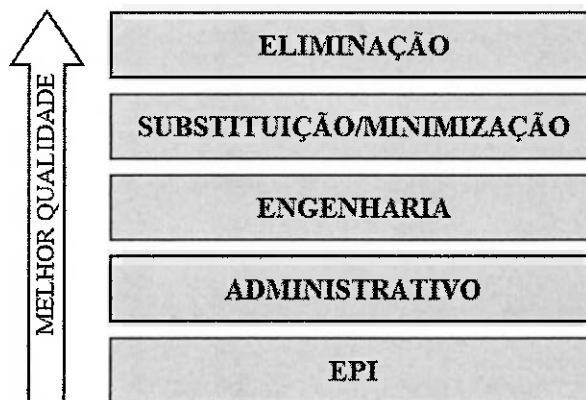 MELHOR QUALIDADE
ELIMINAÇÃO
SUBSTITUIÇÃO/MINIMIZAÇÃO
ENGENHARIA
ADMINISTRATIVO
EPI